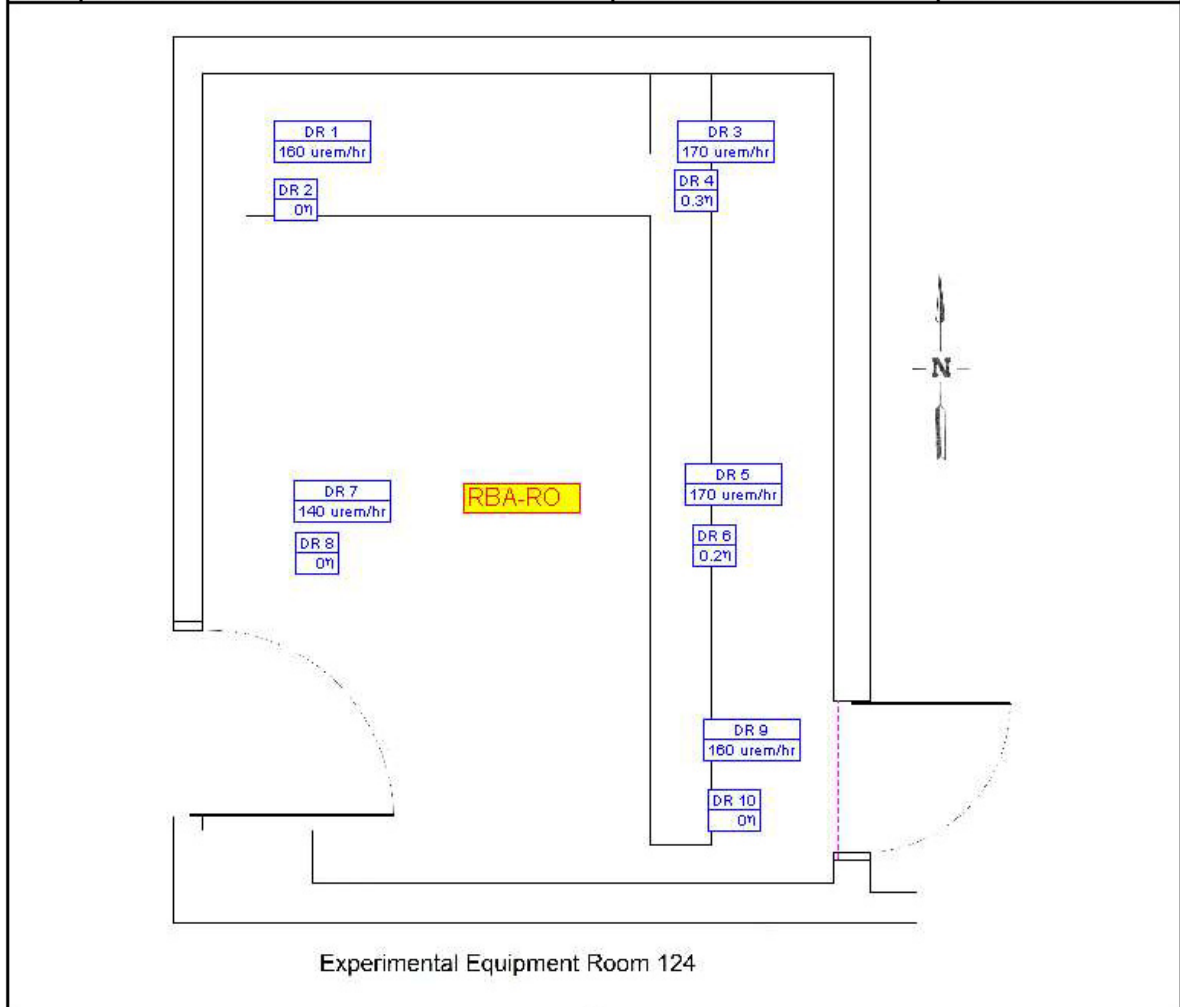 DR 1
160 urem/hr
DR 3
170 urem/hr
DR 2
0η
DR 4
0.3η
N
DR 5
170 urem/hr
DR 7
140 urem/hr
RBA-RO
DR 6
0.2η
DR 8
0η
DR 9
160 urem/hr
DR 10
0η
Experimental Equipment Room 124